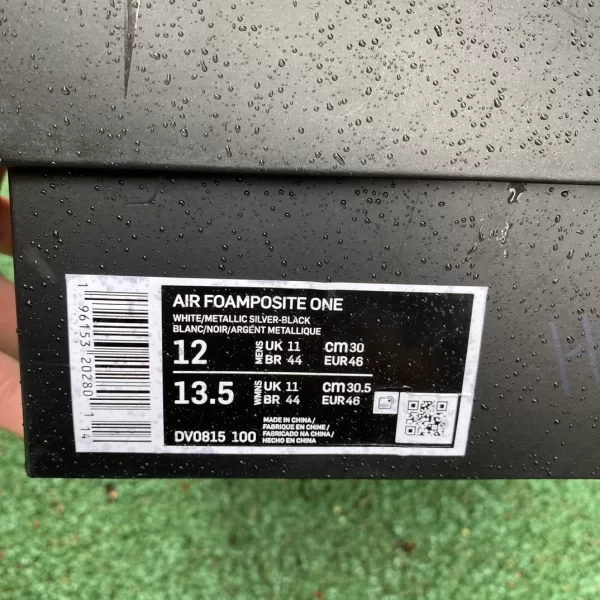 AIR FOAMPOSITE ONE
WHITE/METALLIC SILVER-BLACK
BLANC/NOIR/ARGENT METALLIQUE
12 MENS UK 11 cm 30
BR 44 EUR 46
13.5 WMNS UK 11 cm 30.5
BR 44 EUR 46
DV0815 100
MADE IN CHINA /
FABRIQUE EN CHINE /
FABRICADO NA CHINA /
HECHO EN CHINA
1 96153 20280 1 14